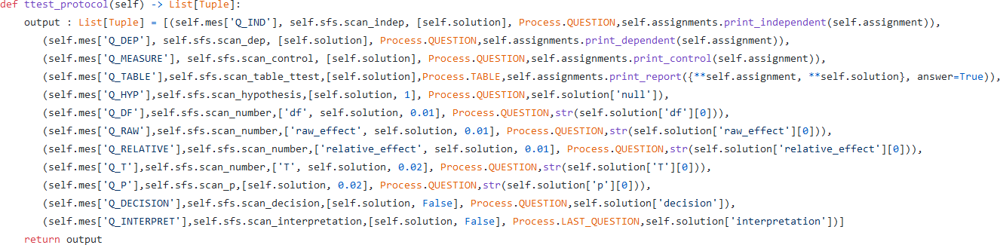 def ttest_protocol(self) -> List[Tuple]:
    output : List[Tuple] = [(self.mes['Q_IND'], self.sfs.scan_indep, [self.solution], Process.QUESTION,self.assignments.print_independent(self.assignment)),
       (self.mes['Q_DEP'], self.sfs.scan_dep, [self.solution], Process.QUESTION,self.assignments.print_dependent(self.assignment)),
       (self.mes['Q_MEASURE'], self.sfs.scan_control, [self.solution], Process.QUESTION,self.assignments.print_control(self.assignment)),
       (self.mes['Q_TABLE'],self.sfs.scan_table_ttest,[self.solution],Process.TABLE,self.assignments.print_report({**self.assignment, **self.solution}, answer=True)),
       (self.mes['Q_HYP'],self.sfs.scan_hypothesis,[self.solution, 1], Process.QUESTION,self.solution['null']),
       (self.mes['Q_DF'],self.sfs.scan_number,['df', self.solution, 0.01], Process.QUESTION,str(self.solution['df'][0])),
       (self.mes['Q_RAW'],self.sfs.scan_number,['raw_effect', self.solution, 0.01], Process.QUESTION,str(self.solution['raw_effect'][0])),
       (self.mes['Q_RELATIVE'],self.sfs.scan_number,['relative_effect', self.solution, 0.01], Process.QUESTION,str(self.solution['relative_effect'][0])),
       (self.mes['Q_T'],self.sfs.scan_number,['T', self.solution, 0.02], Process.QUESTION,str(self.solution['T'][0])),
       (self.mes['Q_P'],self.sfs.scan_p,[self.solution, 0.02], Process.QUESTION,str(self.solution['p'][0])),
       (self.mes['Q_DECISION'],self.sfs.scan_decision,[self.solution, False], Process.QUESTION,self.solution['decision']),
       (self.mes['Q_INTERPRET'],self.sfs.scan_interpretation,[self.solution, False], Process.LAST_QUESTION,self.solution['interpretation'])]
    return output